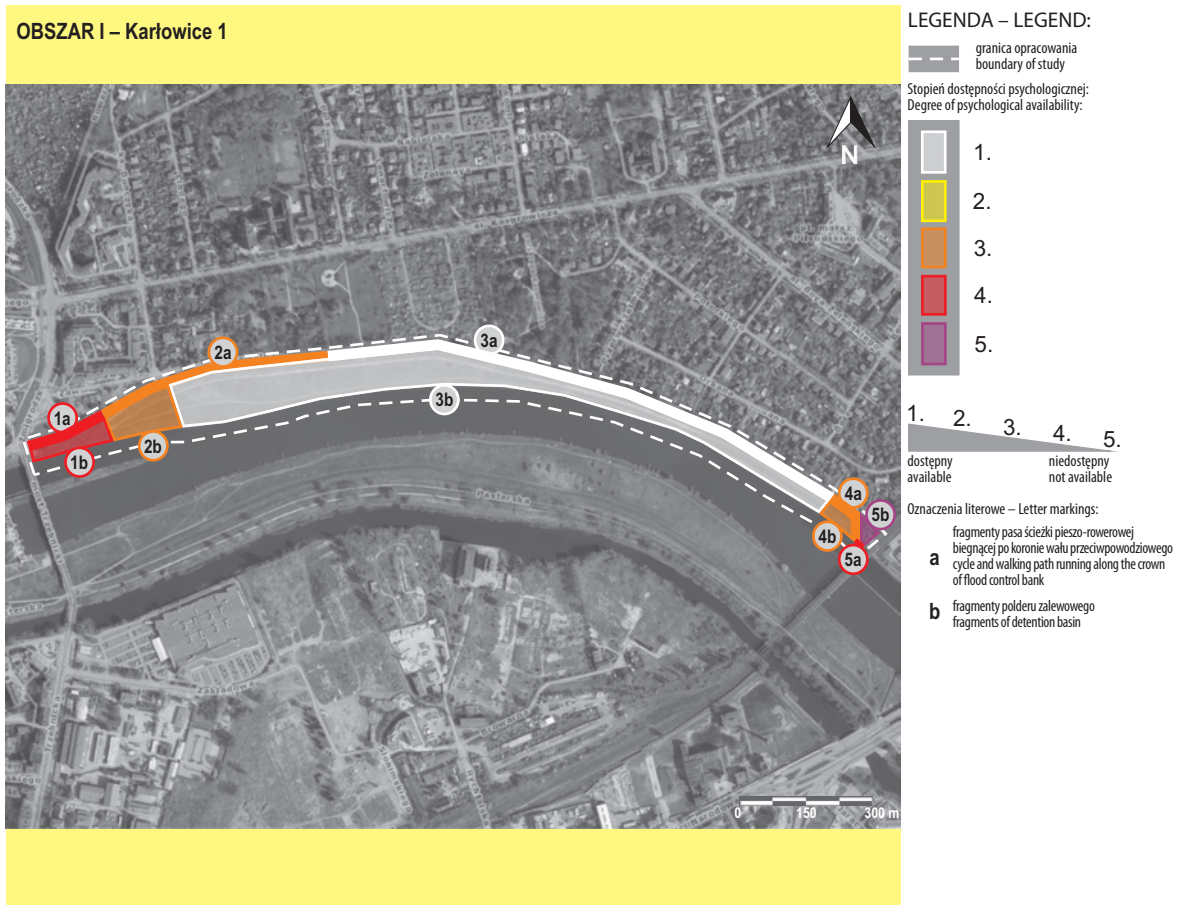 OBSZAR I – Karłowice 1
N
Zakładowa
Pasterska
1a
1b
2a
2b
3a
3b
4a
4b
5a
5b
0 150 300 m
LEGENDA – LEGEND:
granica opracowania
boundary of study
Stopień dostępności psychologicznej:
Degree of psychological availability:
1.
2.
3.
4.
5.
1. 2. 3. 4. 5.
dostępny
available
niedostępny
not available
Oznaczenia literowe – Letter markings:
a
fragmenty pasa ścieżki pieszo-rowerowej
biegnącej po koronie wału przeciwpowodziowego
cycle and walking path running along the crown
of flood control bank
b
fragmenty polderu zalewowego
fragments of detention basin